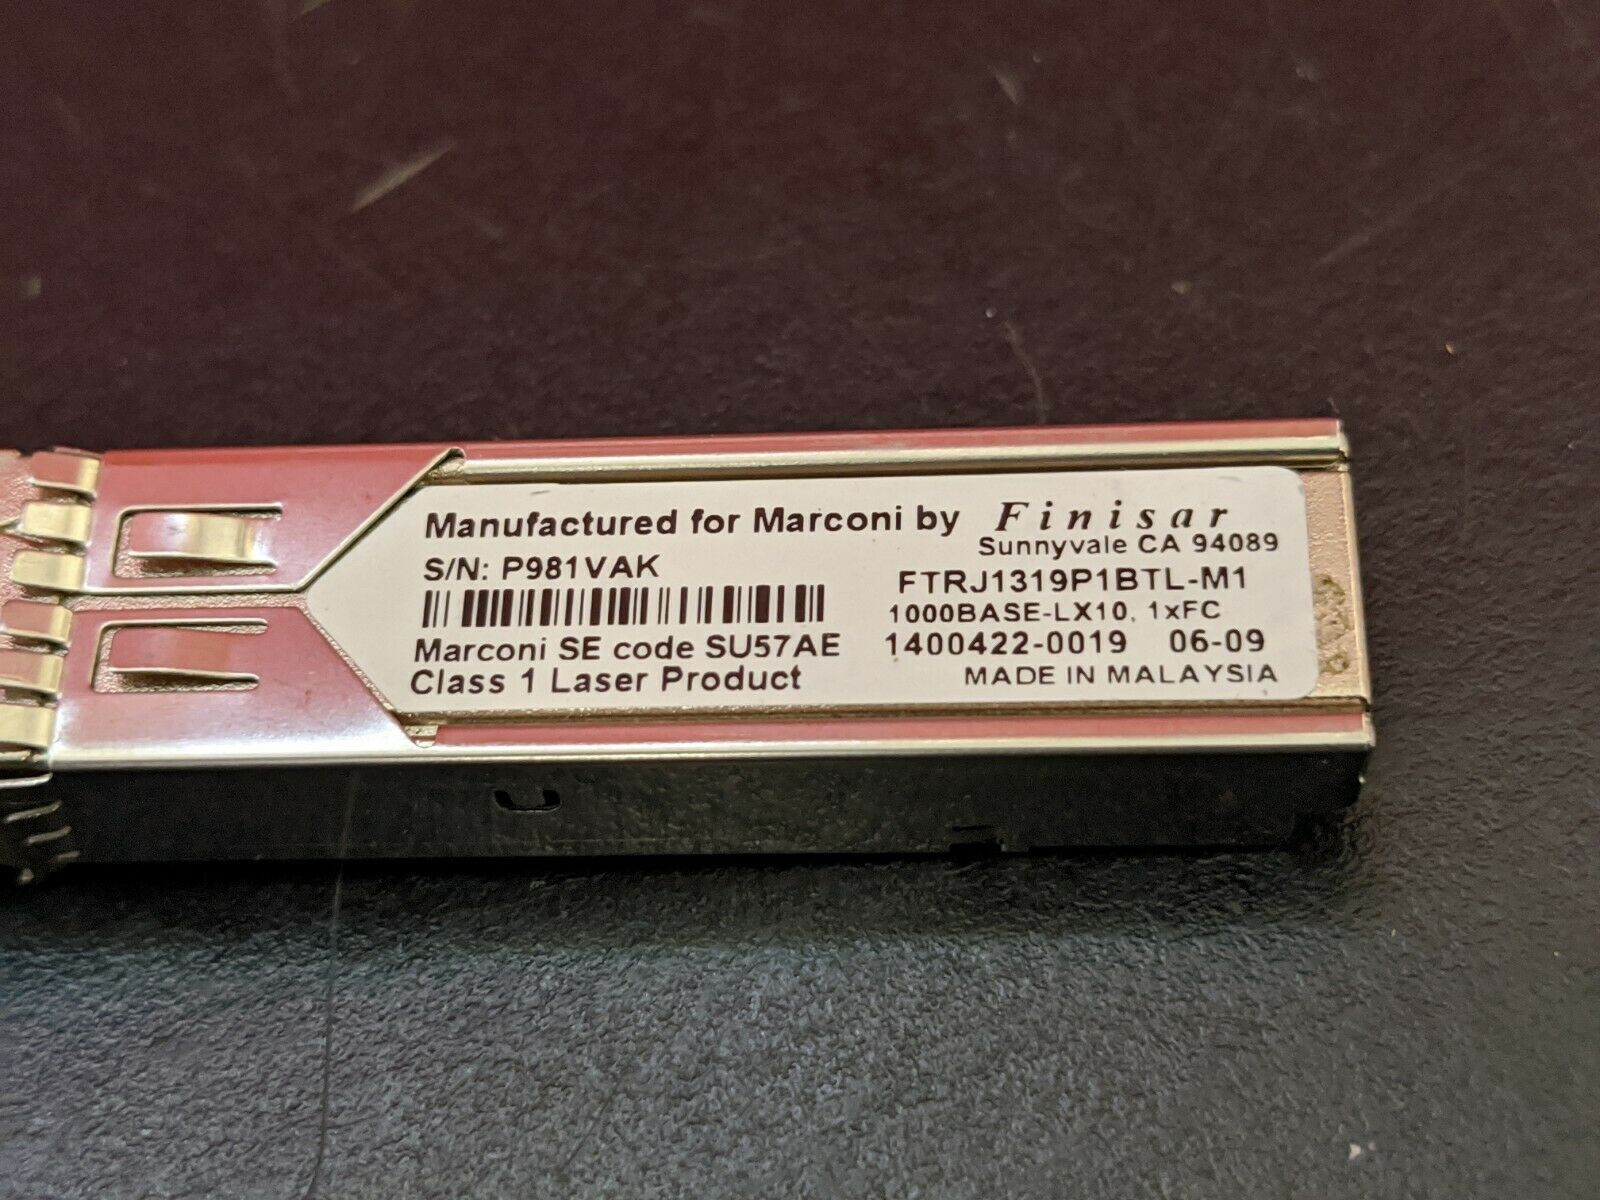 Manufactured for Marconi by Finisar
Sunnyvale CA 94089
S/N: P981VAK
FTRJ1319P1BTL-M1
1000BASE-LX10, 1xFC
Marconi SE code SU57AE
1400422-0019 06-09
Class 1 Laser Product
MADE IN MALAYSIA